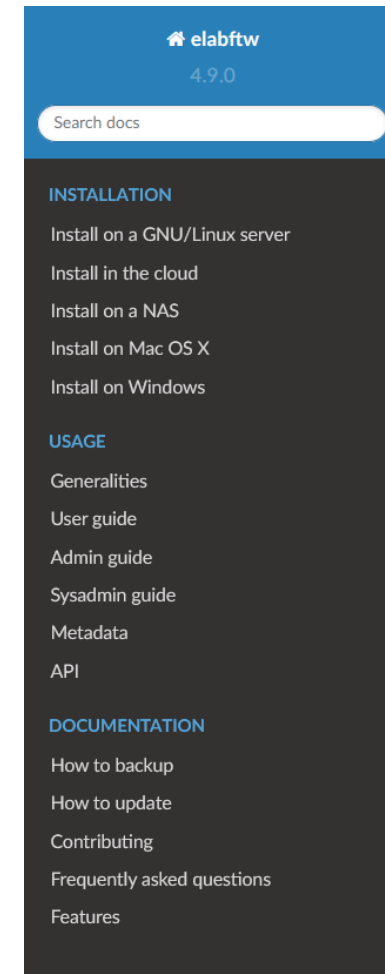 elabftw
4.9.0
Search docs
INSTALLATION
Install on a GNU/Linux server
Install in the cloud
Install on a NAS
Install on Mac OS X
Install on Windows
USAGE
Generalities
User guide
Admin guide
Sysadmin guide
Metadata
API
DOCUMENTATION
How to backup
How to update
Contributing
Frequently asked questions
Features